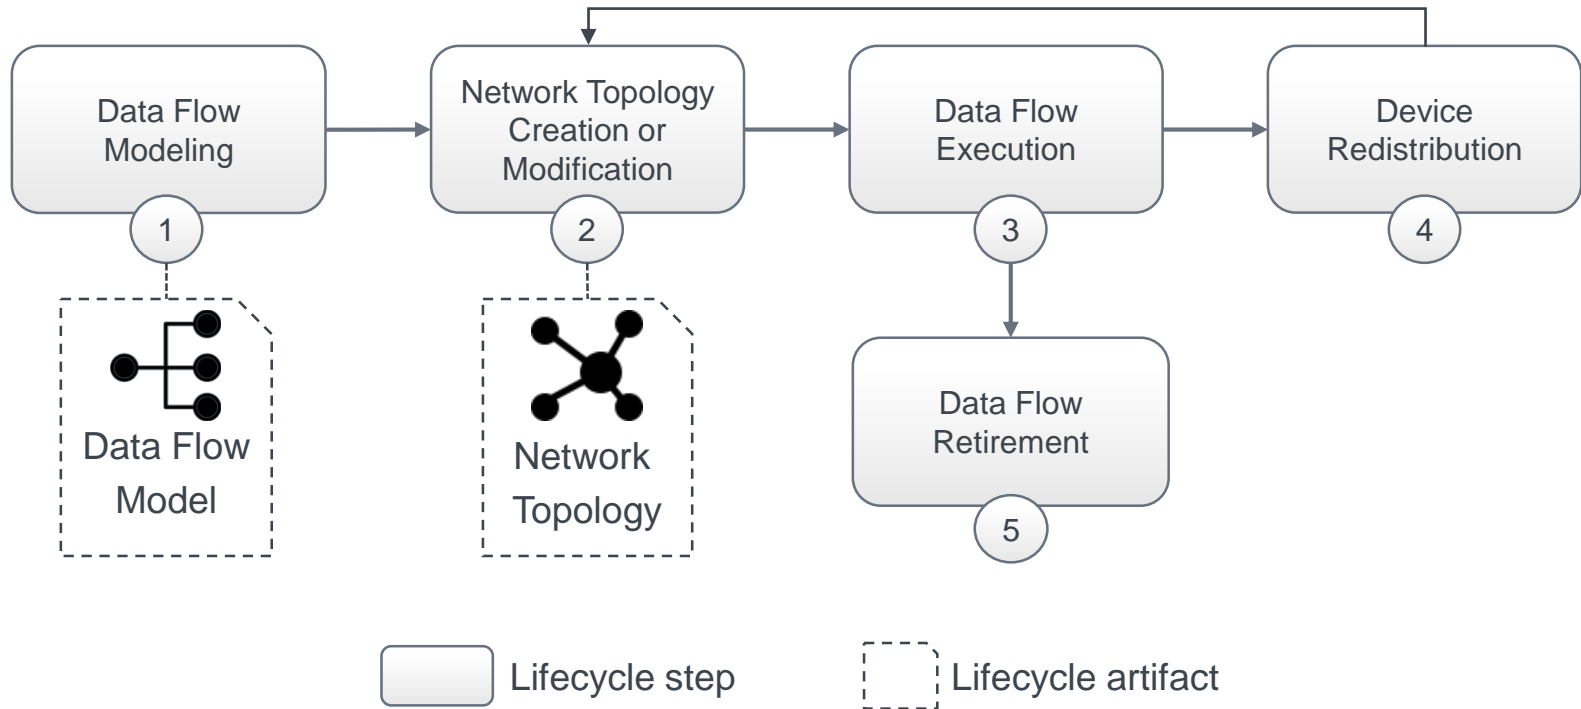 Data Flow
Modeling
1
Network Topology
Creation or
Modification
2
Data Flow
Execution
3
Device
Redistribution
4
Data Flow
Model
Network
Topology
Data Flow
Retirement
5
Lifecycle step
Lifecycle artifact